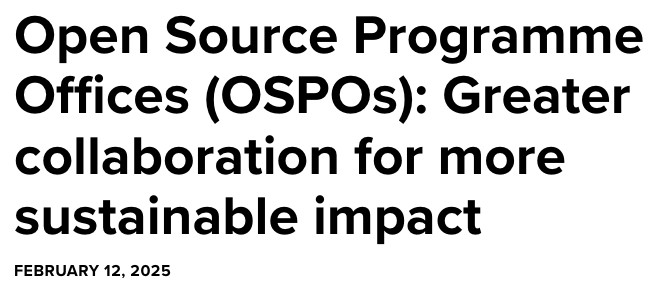 Open Source Programme
Offices (OSPOs): Greater
collaboration for more
sustainable impact
FEBRUARY 12, 2025